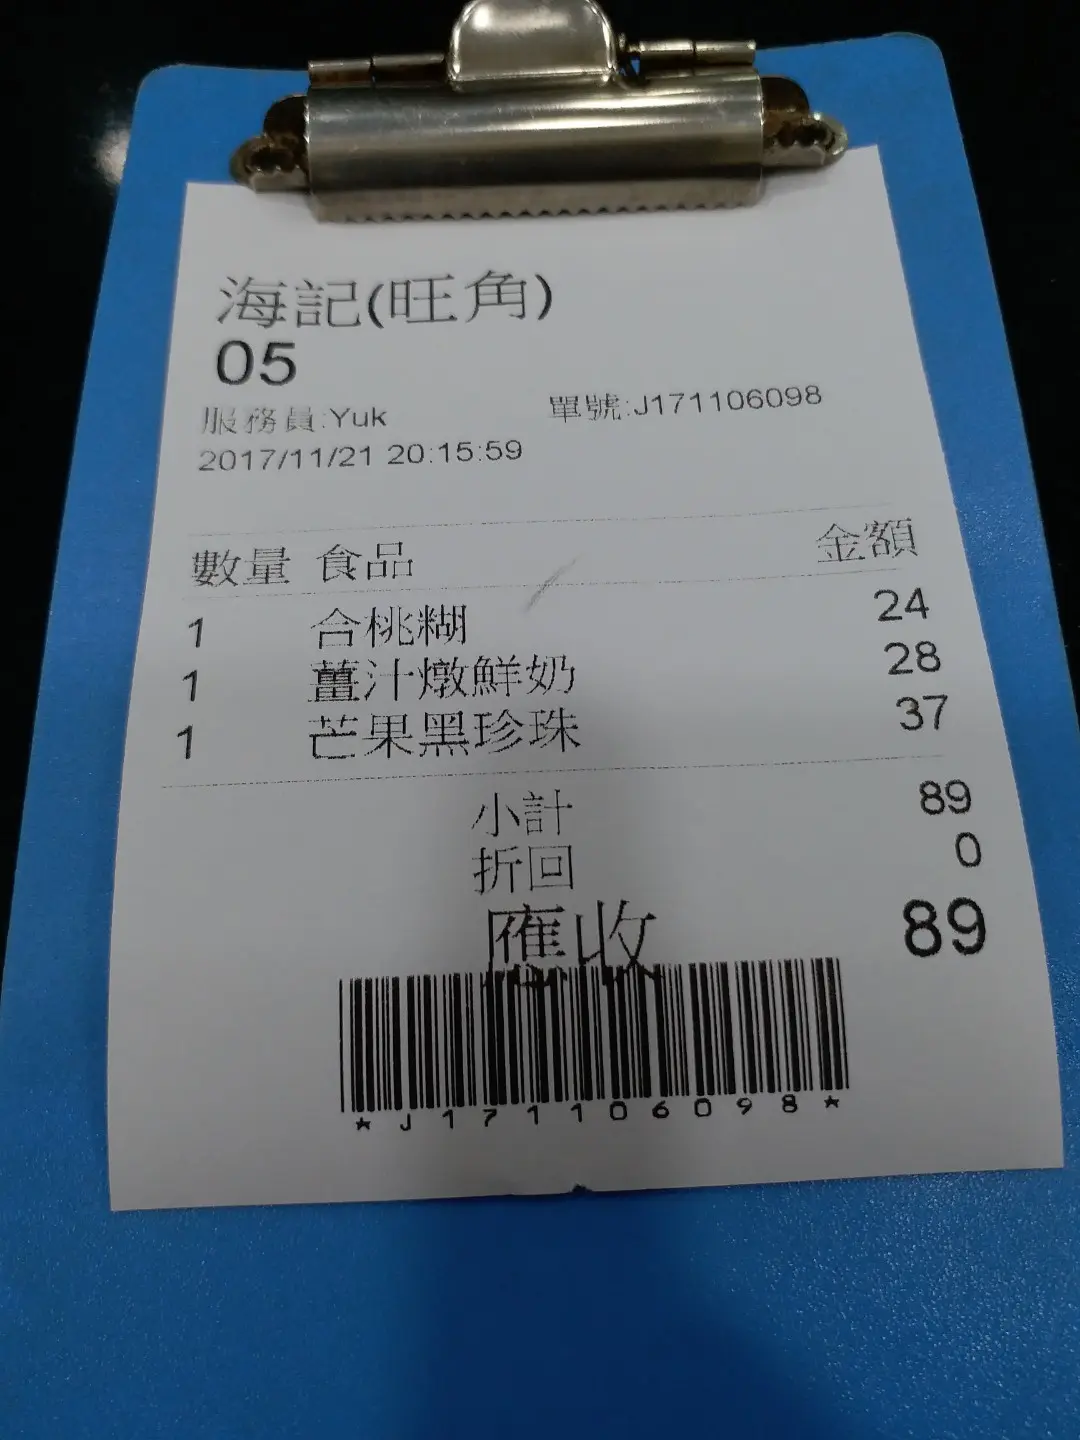 海記(旺角)
05
服務員:Yuk 單號:J171106098
2017/11/21 20:15:59
數量 食品 金額
1 合桃糊 24
1 薑汁燉鮮奶 28
1 芒果黑珍珠 37
小計 89
折回 0
應收 89
*J171106098*